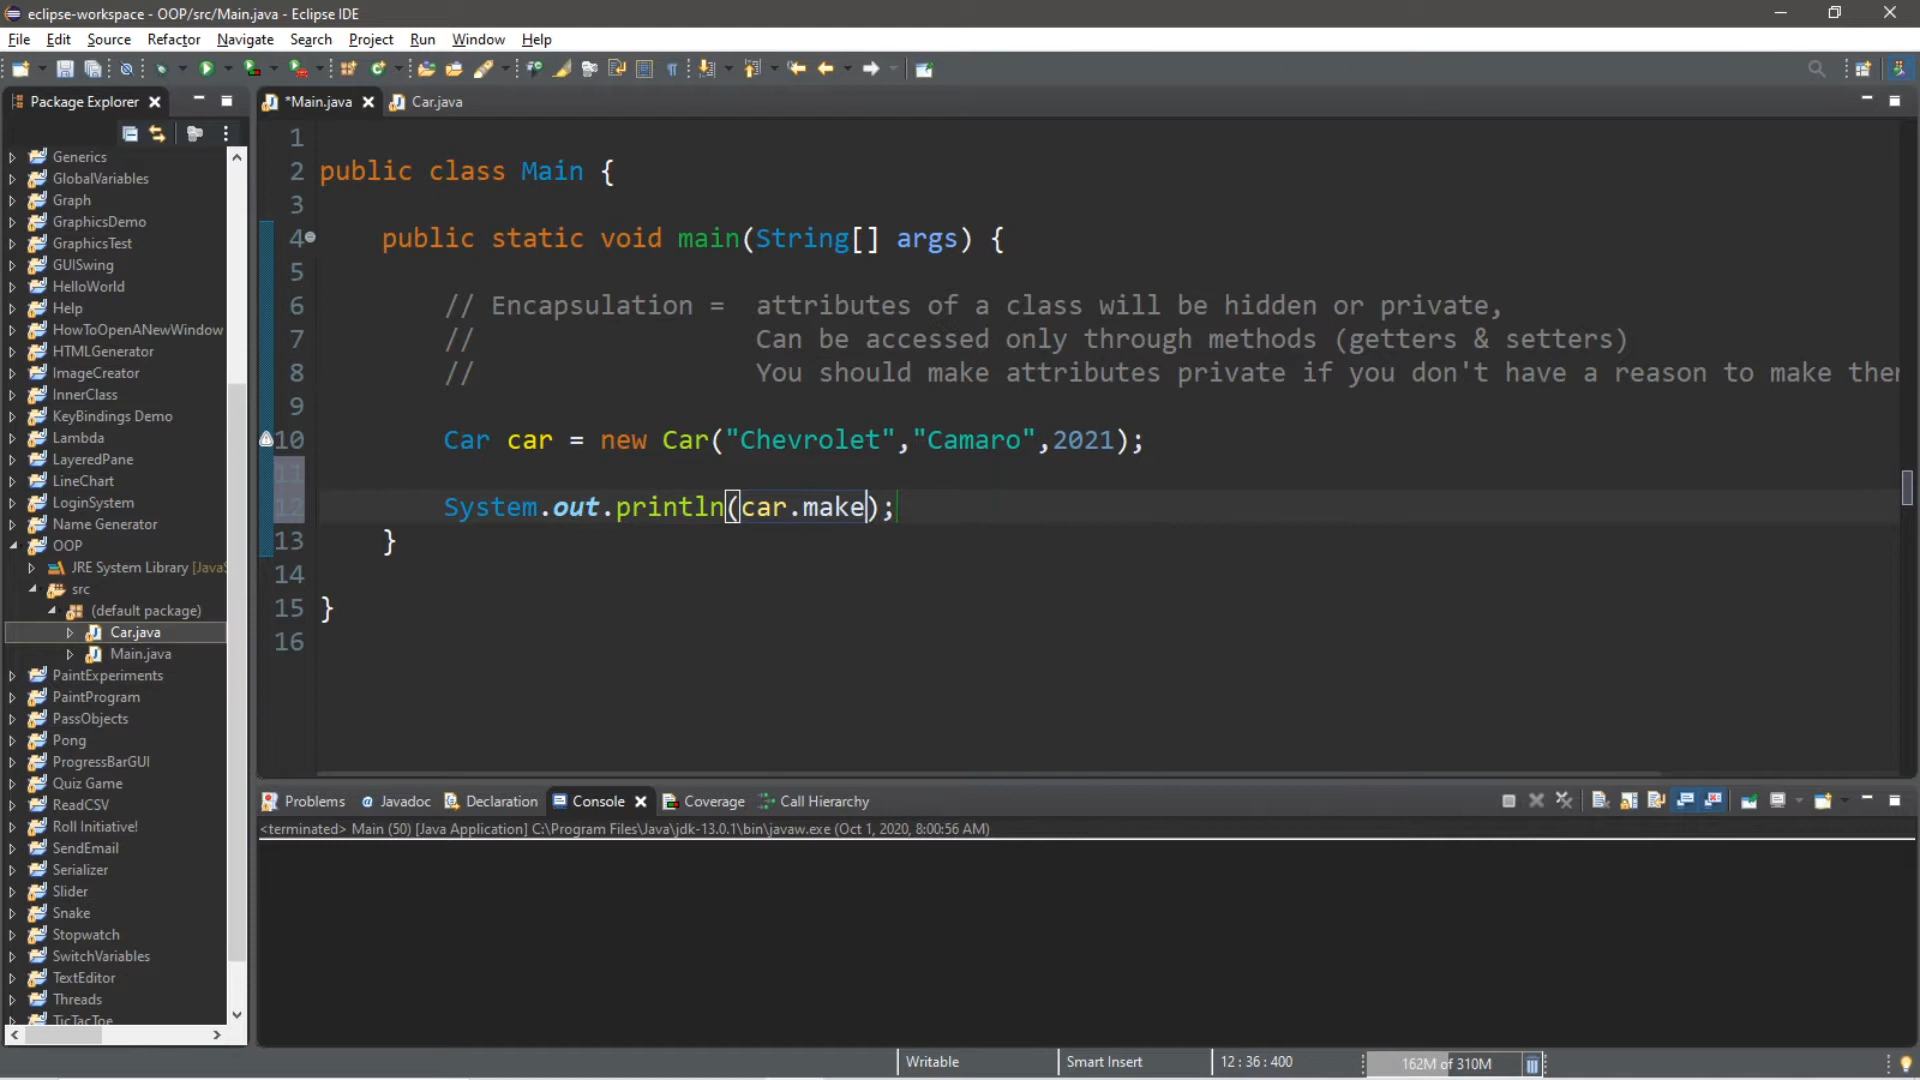 eclipse-workspace - OOP/src/Main.java - Eclipse IDE
File Edit Source Refactor Navigate Search Project Run Window Help
Package Explorer
*Main.java
Car.java
Generics
GlobalVariables
Graph
GraphicsDemo
GraphicsTest
GUISwing
HelloWorld
Help
HowToOpenANewWindow
HTMLGenerator
ImageCreator
InnerClass
KeyBindings Demo
Lambda
LayeredPane
LineChart
LoginSystem
Name Generator
OOP
JRE System Library [JavaS
src
(default package)
Car.java
Main.java
PaintExperiments
PaintProgram
PassObjects
Pong
ProgressBarGUI
Quiz Game
ReadCSV
Roll Initiative!
SendEmail
Serializer
Slider
Snake
Stopwatch
SwitchVariables
TextEditor
Threads
TicTacToe
1
2 public class Main {
3
4 public static void main(String[] args) {
5
6 // Encapsulation = attributes of a class will be hidden or private,
7 // Can be accessed only through methods (getters & setters)
8 // You should make attributes private if you don't have a reason to make them
9
10 Car car = new Car("Chevrolet","Camaro",2021);
11
12 System.out.println(car.make);
13 }
14
15 }
16
Problems @ Javadoc Declaration Console Coverage Call Hierarchy
<terminated> Main (50) [Java Application] C:\Program Files\Java\jdk-13.0.1\bin\javaw.exe (Oct 1, 2020, 8:00:56 AM)
Writable Smart Insert 12 : 36 : 400 162M of 310M